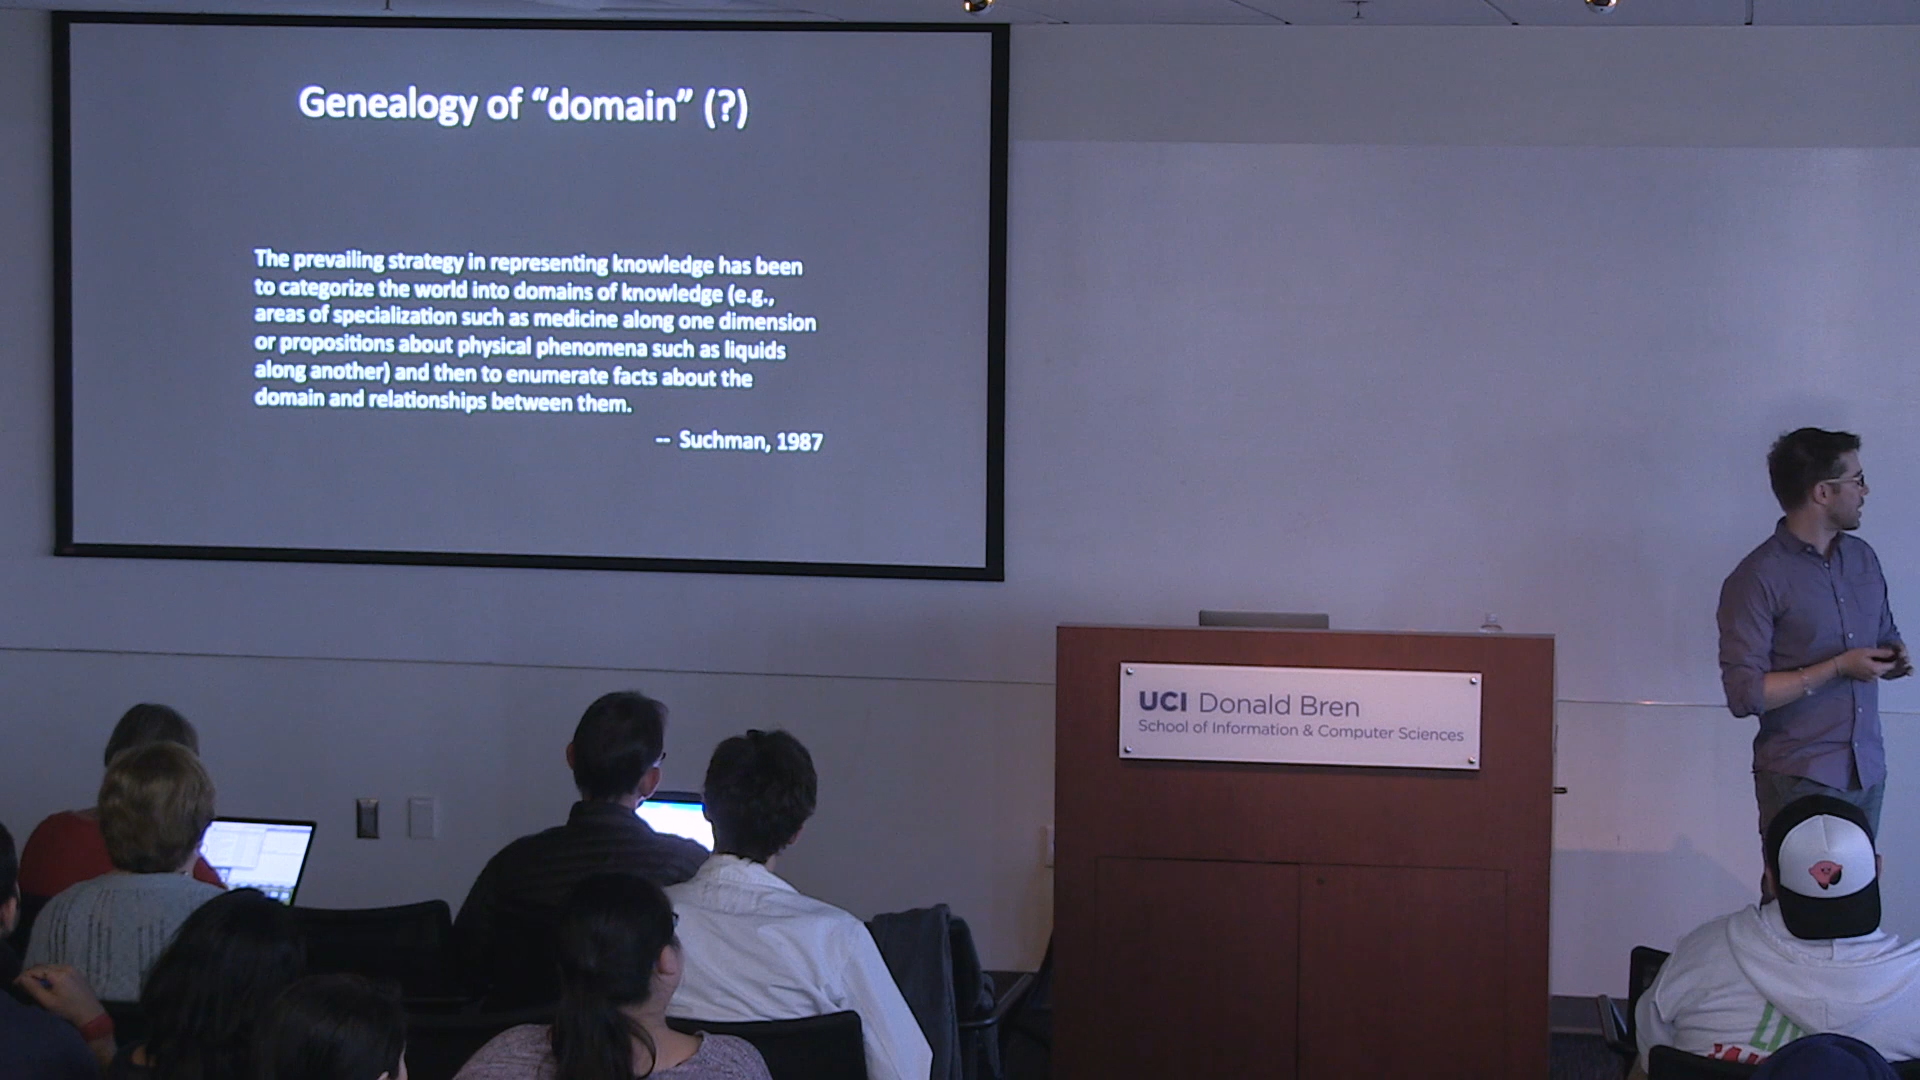 Genealogy of “domain” (?)
The prevailing strategy in representing knowledge has been
to categorize the world into domains of knowledge (e.g.,
areas of specialization such as medicine along one dimension
or propositions about physical phenomena such as liquids
along another) and then to enumerate facts about the
domain and relationships between them.
-- Suchman, 1987
UCI Donald Bren
School of Information & Computer Sciences